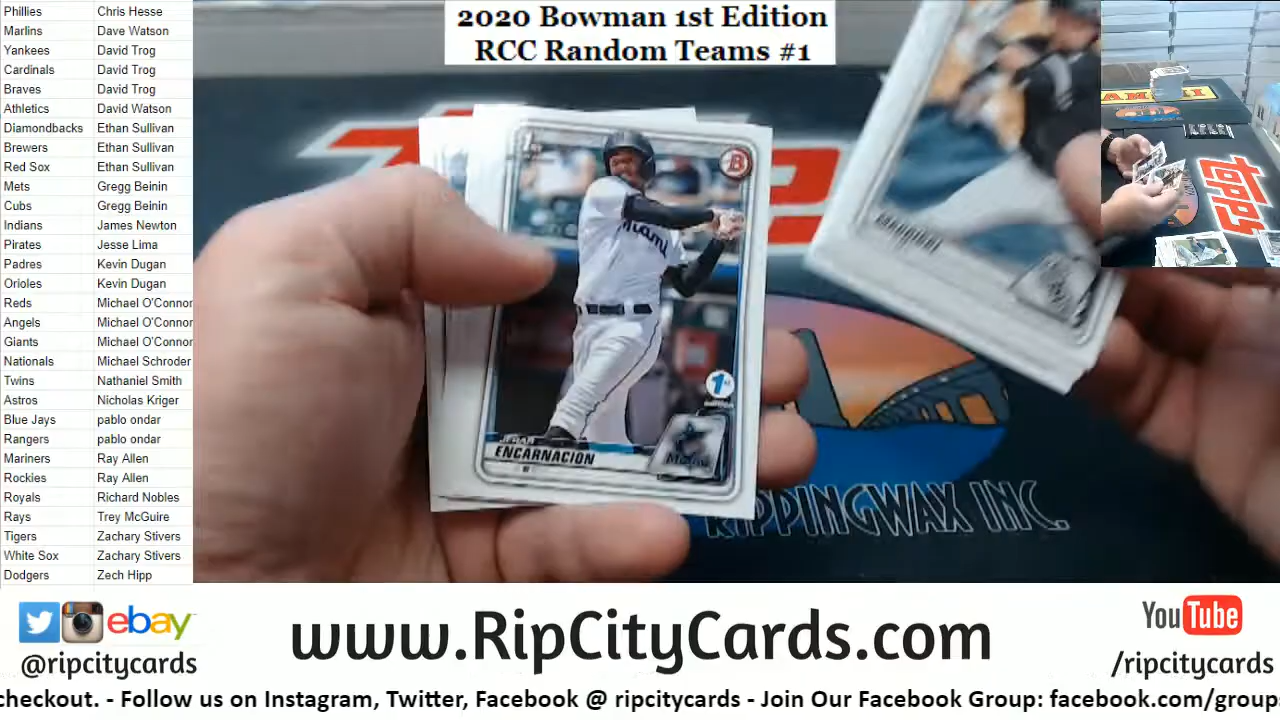 2020 Bowman 1st Edition
RCC Random Teams #1
Phillies Chris Hesse
Marlins Dave Watson
Yankees David Trog
Cardinals David Trog
Braves David Trog
Athletics David Watson
Diamondbacks Ethan Sullivan
Brewers Ethan Sullivan
Red Sox Ethan Sullivan
Mets Gregg Beinin
Cubs Gregg Beinin
Indians James Newton
Pirates Jesse Lima
Padres Kevin Dugan
Orioles Kevin Dugan
Reds Michael O'Connor
Angels Michael O'Connor
Giants Michael O'Connor
Nationals Michael Schroder
Twins Nathaniel Smith
Astros Nicholas Kriger
Blue Jays pablo ondar
Rangers pablo ondar
Mariners Ray Allen
Rockies Ray Allen
Royals Richard Nobles
Rays Trey McGuire
Tigers Zachary Stivers
White Sox Zachary Stivers
Dodgers Zech Hipp
B
Miami
1st
edition
ENCARNACION
TOPPS
RIPPINGWAX INC.
ebay
@ripcitycards
www.RipCityCards.com
YouTube
/ripcitycards
checkout. - Follow us on Instagram, Twitter, Facebook @ ripcitycards - Join Our Facebook Group: facebook.com/group